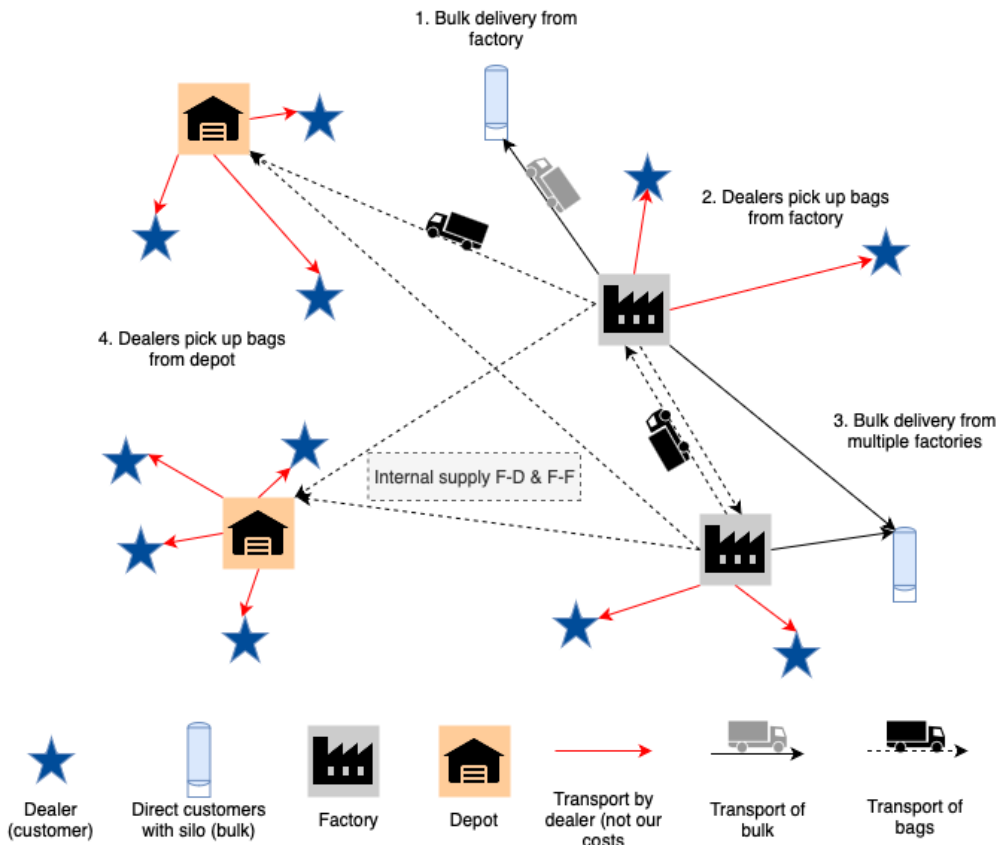 1. Bulk delivery from
factory
2. Dealers pick up bags
from factory
4. Dealers pick up bags
from depot
3. Bulk delivery from
multiple factories
Internal supply F-D & F-F
Dealer
(customer)
Direct customers
with silo (bulk)
Factory
Depot
Transport by
dealer (not our
costs
Transport of
bulk
Transport of
bags